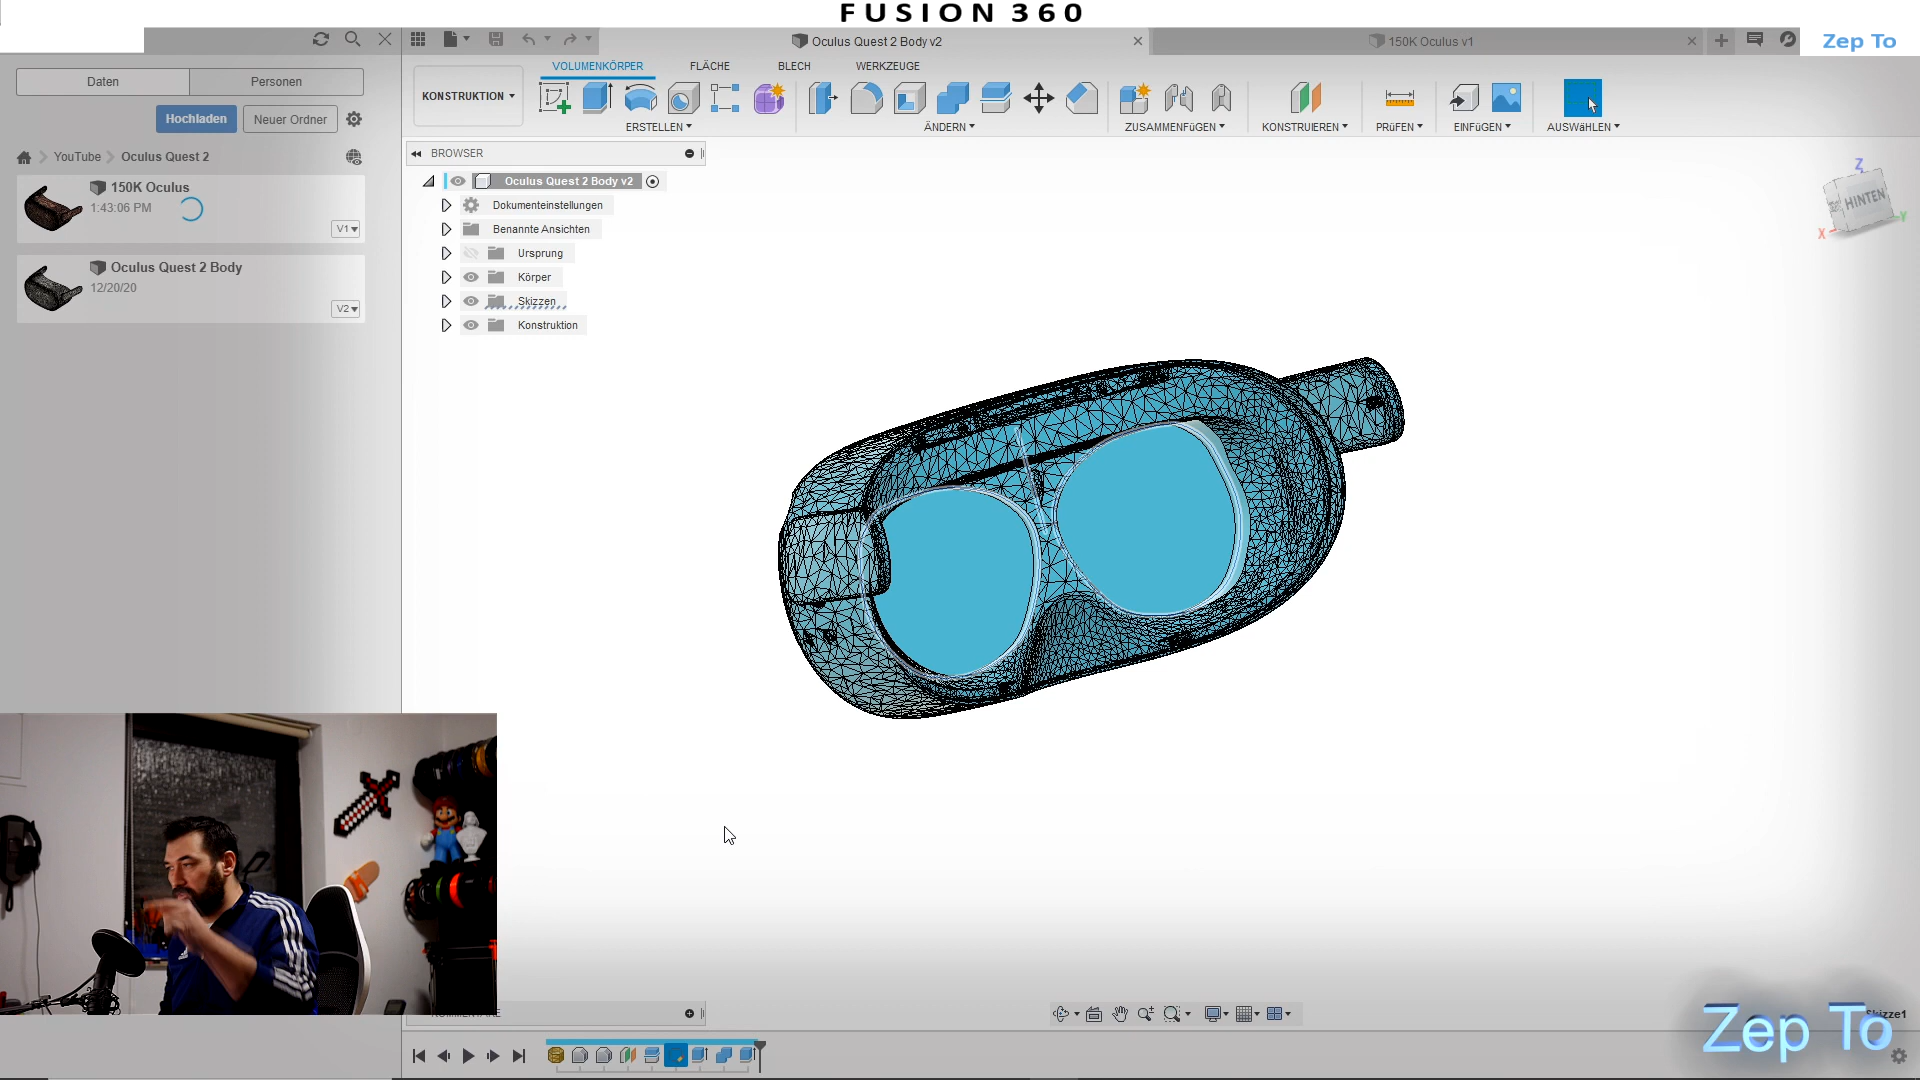 FUSION 360
Oculus Quest 2 Body v2
150K Oculus v1
Zep To
Daten
Personen
VOLUMENKÖRPER
FLÄCHE
BLECH
WERKZEUGE
KONSTRUKTION
Hochladen
Neuer Ordner
ERSTELLEN
ÄNDERN
ZUSAMMENFüGEN
KONSTRUIEREN
PRüFEN
EINFüGEN
AUSWäHLEN
YouTube
Oculus Quest 2
BROWSER
150K Oculus
1:43:06 PM
V1
Oculus Quest 2 Body
12/20/20
V2
Oculus Quest 2 Body v2
Dokumenteinstellungen
Benannte Ansichten
Ursprung
Körper
Skizzen
Konstruktion
Z
HINTEN
X
Y
Zep To